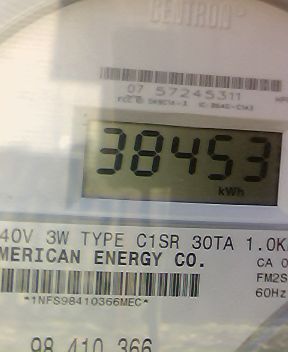 CENTRON®
07 57245311
38453
kWh
40V 3W TYPE C1SR 30TA 1.0K
MERICAN ENERGY CO.
CA 0
FM2S
60Hz
*1NFS98410366MEC*
98 410 366